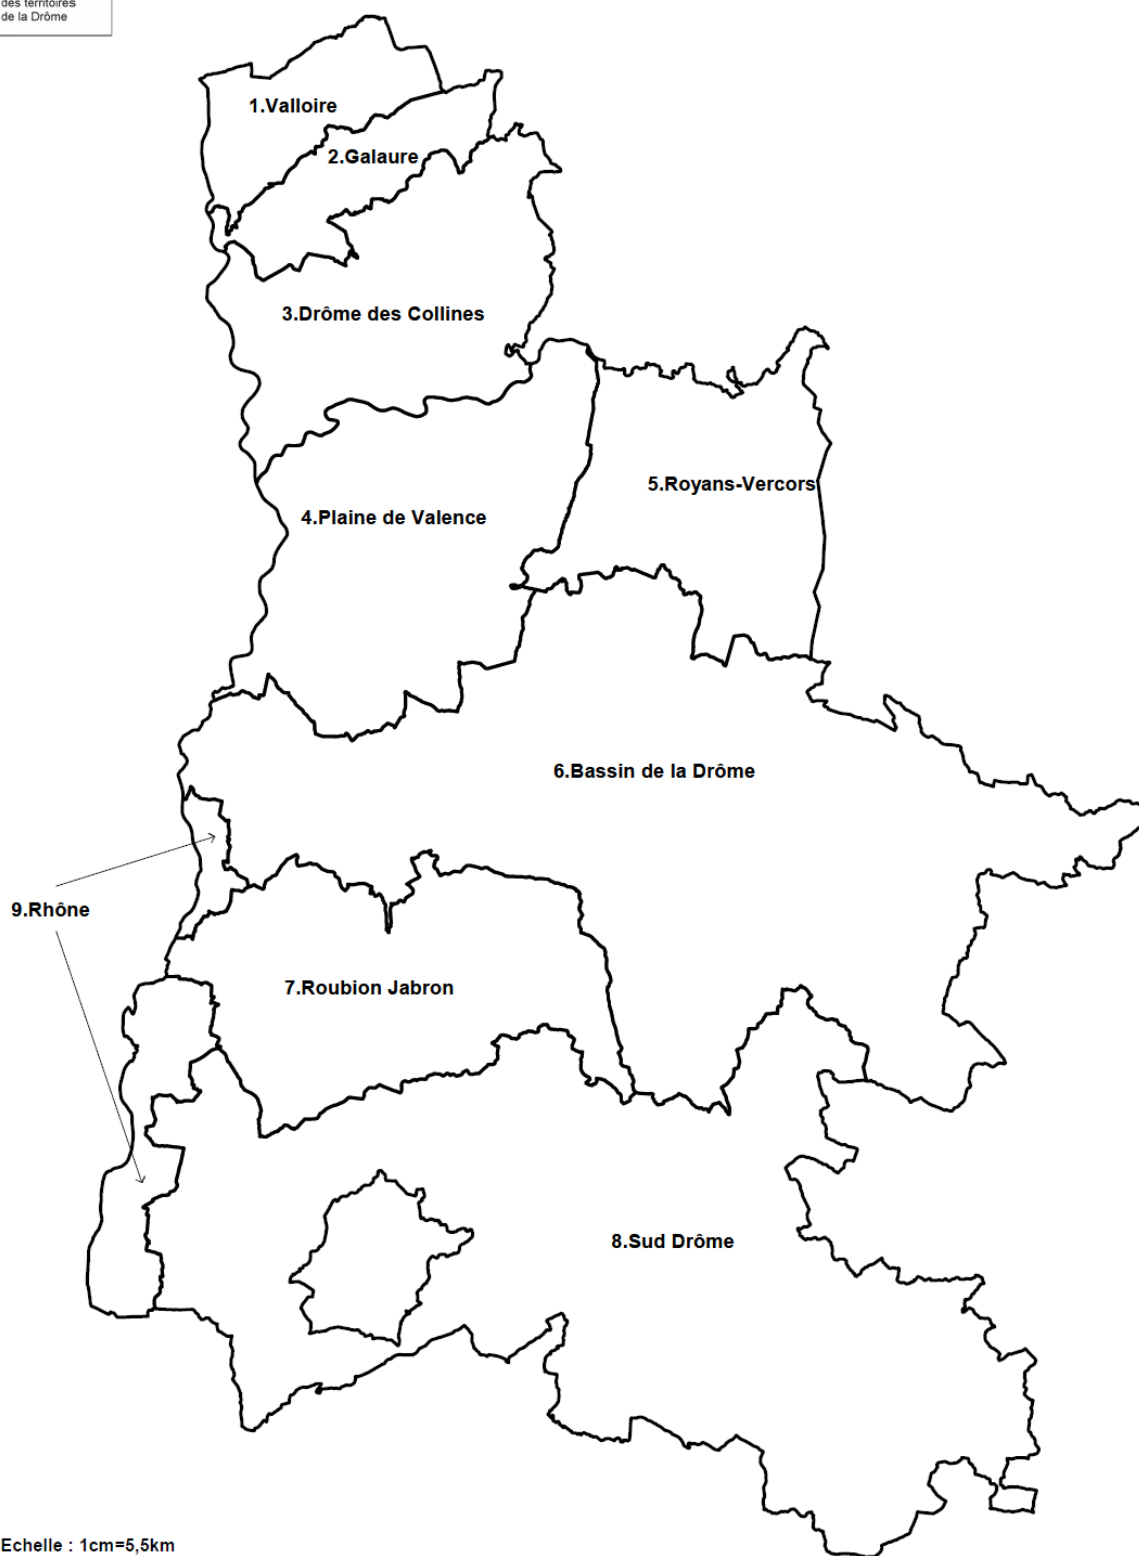 des territoires
de la Drôme
1.Valloire
2.Galaure
3.Drôme des Collines
5.Royans-Vercors
4.Plaine de Valence
6.Bassin de la Drôme
9.Rhône
7.Roubion Jabron
8.Sud Drôme
Echelle : 1cm=5,5km